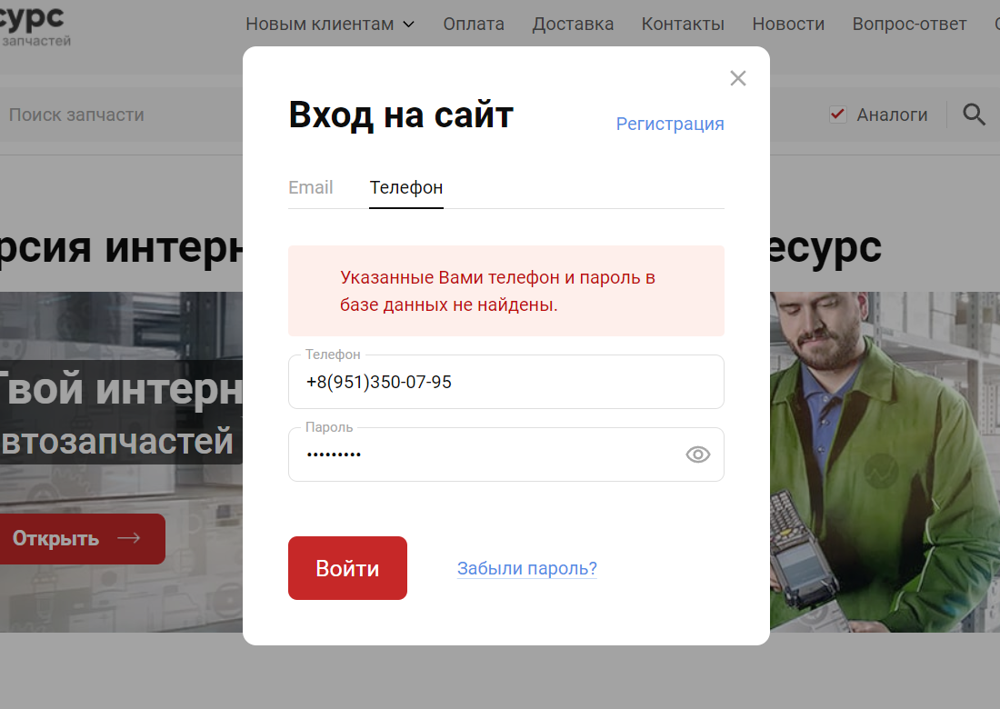 сурс
запчастей
Новым клиентам Оплата Доставка Контакты Новости Вопрос-ответ
Поиск запчасти
Аналоги
Вход на сайт
Регистрация
Email Телефон
рсия интерн
есурс
Указанные Вами телефон и пароль в
базе данных не найдены.
Телефон
+8(951)350-07-95
Пароль
•••••••••
Твой интерн
втозапчастей
Открыть
Войти
Забыли пароль?